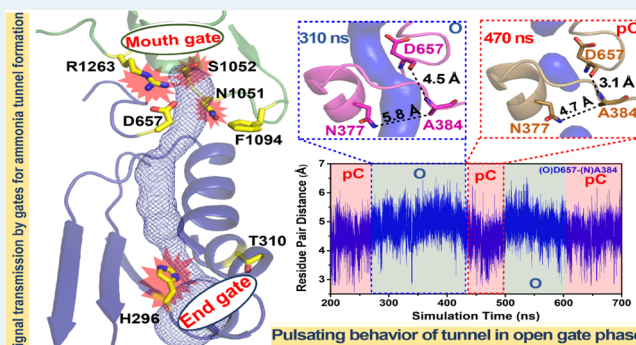 ignal transmission by gates for ammonia tunnel formation
Mouth gate
R1263
S1052
N1051
D657
F1094
T310
End gate
H296
310 ns
O
D657
4.5 Å
5.8 Å
N377
A384
470 ns
pC
D657
3.1 Å
4.7 Å
N377
A384
Residue Pair Distance (Å)
7
6
5
4
3
pC
O
pC
O
pC
(O)D657-(N)A384
200 300 400 500 600 700
Simulation Time (ns)
Pulsating behavior of tunnel in open gate phase